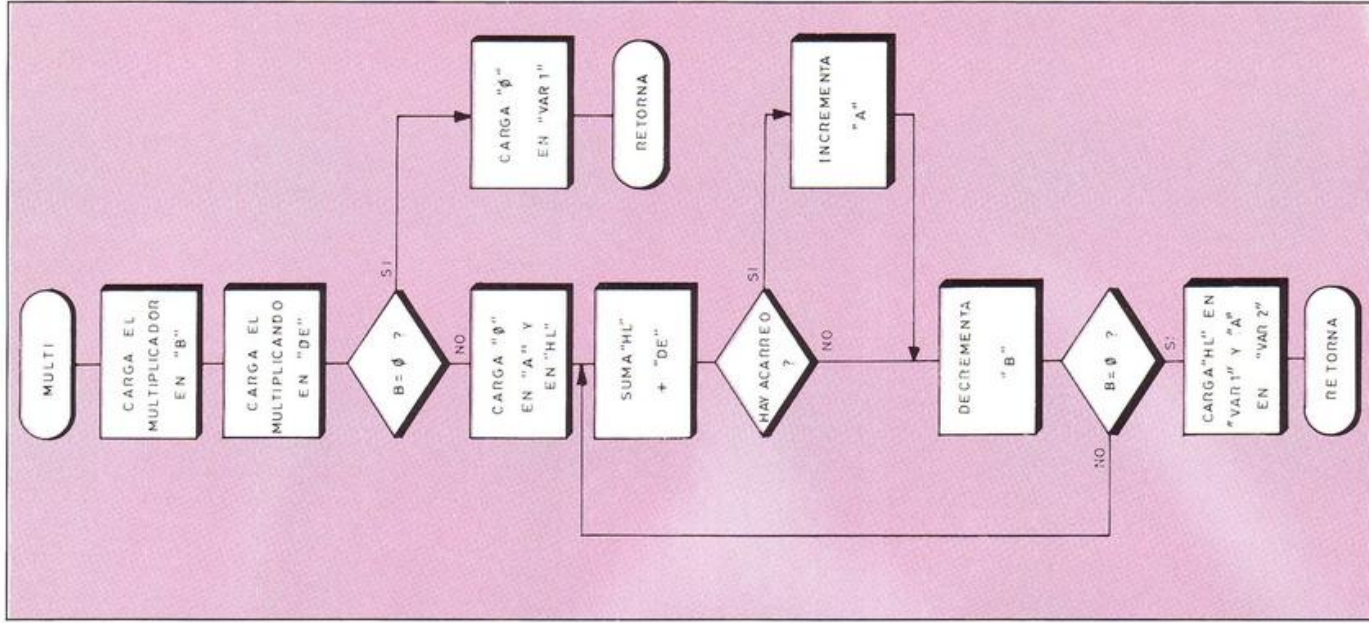 MULTI
CARGA EL
MULTIPLICADOR
EN "B"
CARGA EL
MULTIPLICANDO
EN "DE"
B=Ø ?
SI
CARGA "Ø"
EN "VAR 1"
RETORNA
NO
CARGA "Ø"
EN "A" Y
EN "HL"
SUMA "HL"
+ "DE"
HAY ACARREO
?
SI
INCREMENTA
"A"
NO
DECREMENTA
"B"
B=Ø ?
NO
SI
CARGA "HL" EN
"VAR 1" Y "A"
EN "VAR 2"
RETORNA